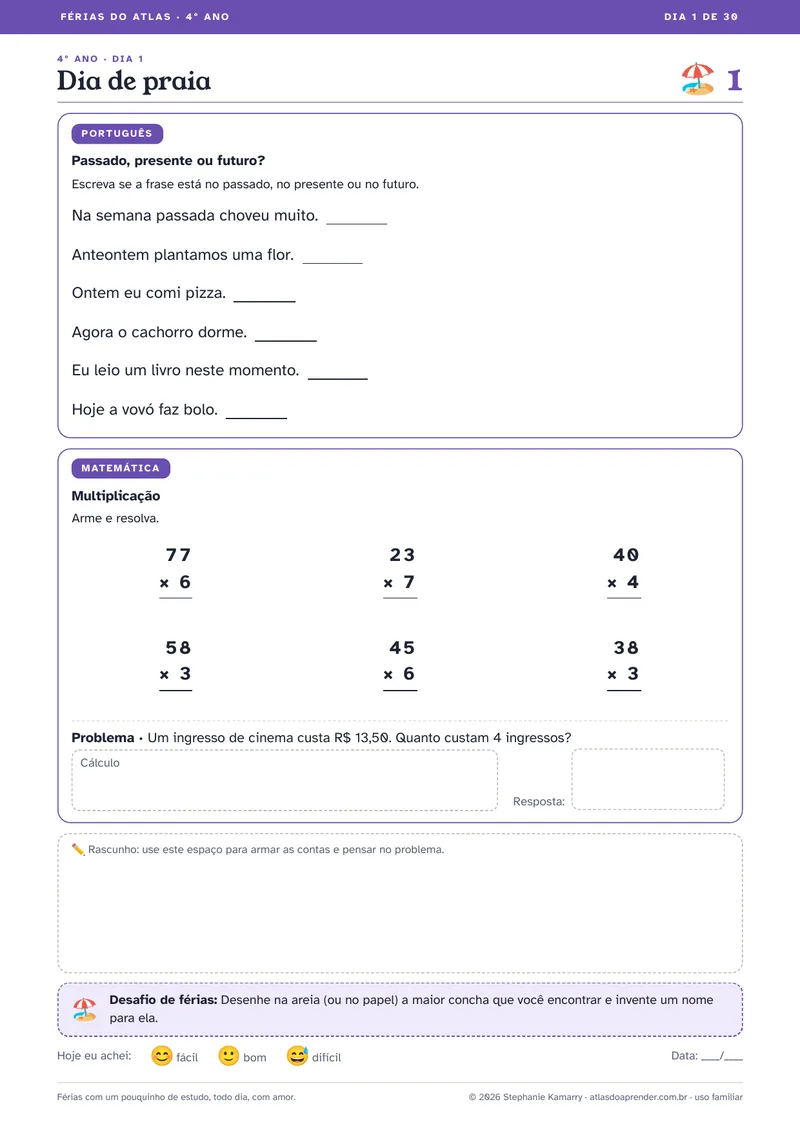 FÉRIAS DO ATLAS · 4º ANO
DIA 1 DE 30
4º ANO · DIA 1
Dia de praia
1
PORTUGUÊS
Passado, presente ou futuro?
Escreva se a frase está no passado, no presente ou no futuro.
Na semana passada choveu muito. ________
Anteontem plantamos uma flor. ________
Ontem eu comi pizza. ________
Agora o cachorro dorme. ________
Eu leio um livro neste momento. ________
Hoje a vovó faz bolo. ________
MATEMÁTICA
Multiplicação
Arme e resolva.
77 23 40
× 6 × 7 × 4
58 45 38
× 3 × 6 × 3
Problema · Um ingresso de cinema custa R$ 13,50. Quanto custam 4 ingressos?
Cálculo
Resposta:
Rascunho: use este espaço para armar as contas e pensar no problema.
Desafio de férias: Desenhe na areia (ou no papel) a maior concha que você encontrar e invente um nome
para ela.
Hoje eu achei: fácil bom difícil Data: ___/___
Férias com um pouquinho de estudo, todo dia, com amor.
© 2026 Stephanie Kamarry · atlasdoaprender.com.br · uso familiar